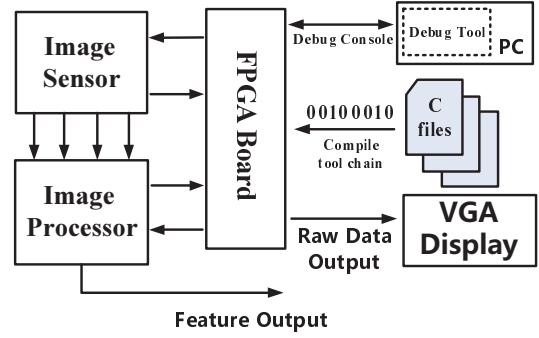 Image
Sensor
FPGA Board
Debug Console
Debug Tool
PC
00100010
Compile
tool chain
C
files
Image
Processor
Raw Data
Output
VGA
Display
Feature Output